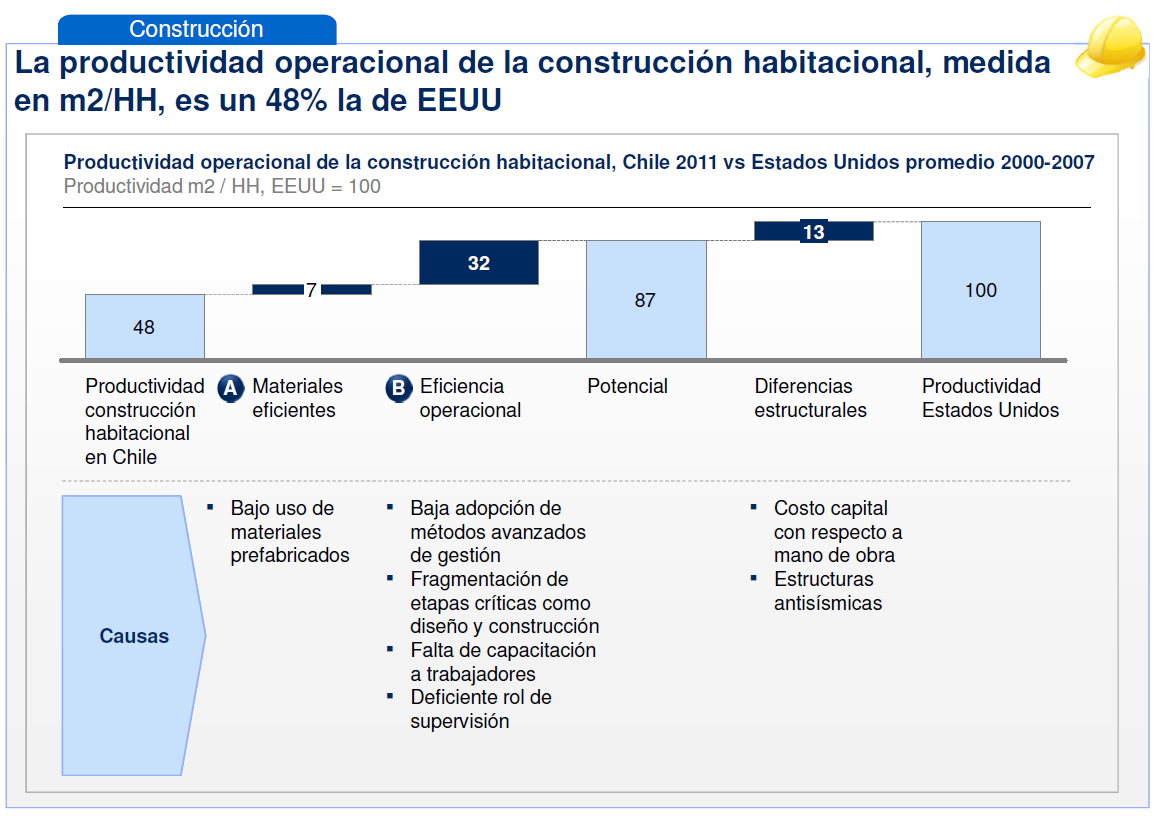 Construcción
La productividad operacional de la construcción habitacional, medida
en m2/HH, es un 48% la de EEUU
Productividad operacional de la construcción habitacional, Chile 2011 vs Estados Unidos promedio 2000-2007
Productividad m2 / HH, EEUU = 100
48
7
32
87
13
100
Productividad
construcción
habitacional
en Chile
A Materiales
eficientes
B Eficiencia
operacional
Potencial
Diferencias
estructurales
Productividad
Estados Unidos
Causas
▪ Bajo uso de
materiales
prefabricados
▪ Baja adopción de
métodos avanzados
de gestión
▪ Fragmentación de
etapas críticas como
diseño y construcción
▪ Falta de capacitación
a trabajadores
▪ Deficiente rol de
supervisión
▪ Costo capital
con respecto a
mano de obra
▪ Estructuras
antisísmicas